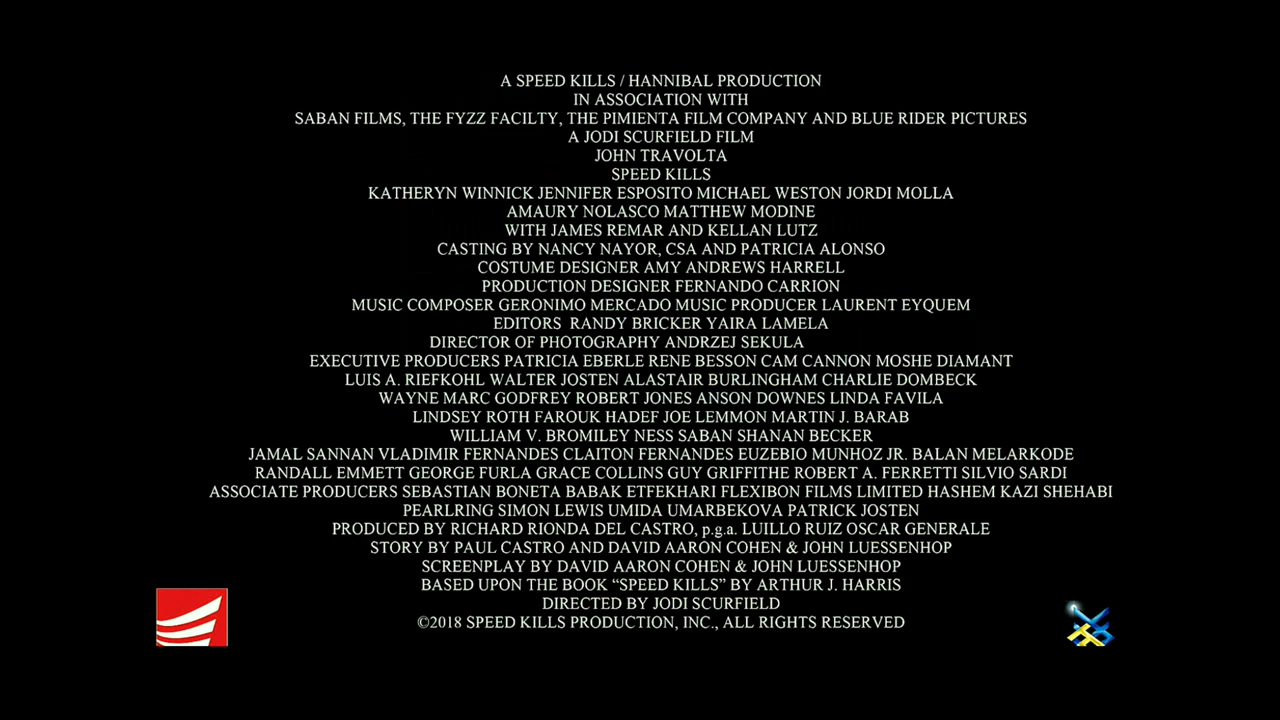 A SPEED KILLS / HANNIBAL PRODUCTION
IN ASSOCIATION WITH
SABAN FILMS, THE FYZZ FACILTY, THE PIMIENTA FILM COMPANY AND BLUE RIDER PICTURES
A JODI SCURFIELD FILM
JOHN TRAVOLTA
SPEED KILLS
KATHERYN WINNICK JENNIFER ESPOSITO MICHAEL WESTON JORDI MOLLA
AMAURY NOLASCO MATTHEW MODINE
WITH JAMES REMAR AND KELLAN LUTZ
CASTING BY NANCY NAYOR, CSA AND PATRICIA ALONSO
COSTUME DESIGNER AMY ANDREWS HARRELL
PRODUCTION DESIGNER FERNANDO CARRION
MUSIC COMPOSER GERONIMO MERCADO MUSIC PRODUCER LAURENT EYQUEM
EDITORS RANDY BRICKER YAIRA LAMELA
DIRECTOR OF PHOTOGRAPHY ANDRZEJ SEKULA
EXECUTIVE PRODUCERS PATRICIA EBERLE RENE BESSON CAM CANNON MOSHE DIAMANT
LUIS A. RIEFKOHL WALTER JOSTEN ALASTAIR BURLINGHAM CHARLIE DOMBECK
WAYNE MARC GODFREY ROBERT JONES ANSON DOWNES LINDA FAVILA
LINDSEY ROTH FAROUK HADEF JOE LEMMON MARTIN J. BARAB
WILLIAM V. BROMILEY NESS SABAN SHANAN BECKER
JAMAL SANNAN VLADIMIR FERNANDES CLAITON FERNANDES EUZEBIO MUNHOZ JR. BALAN MELARKODE
RANDALL EMMETT GEORGE FURLA GRACE COLLINS GUY GRIFFITHE ROBERT A. FERRETTI SILVIO SARDI
ASSOCIATE PRODUCERS SEBASTIAN BONETA BABAK ETFEKHARI FLEXIBON FILMS LIMITED HASHEM KAZI SHEHABI
PEARLRING SIMON LEWIS UMIDA UMARBEKOVA PATRICK JOSTEN
PRODUCED BY RICHARD RIONDA DEL CASTRO, p.g.a. LUILLO RUIZ OSCAR GENERALE
STORY BY PAUL CASTRO AND DAVID AARON COHEN & JOHN LUESSENHOP
SCREENPLAY BY DAVID AARON COHEN & JOHN LUESSENHOP
BASED UPON THE BOOK “SPEED KILLS” BY ARTHUR J. HARRIS
DIRECTED BY JODI SCURFIELD
©2018 SPEED KILLS PRODUCTION, INC., ALL RIGHTS RESERVED